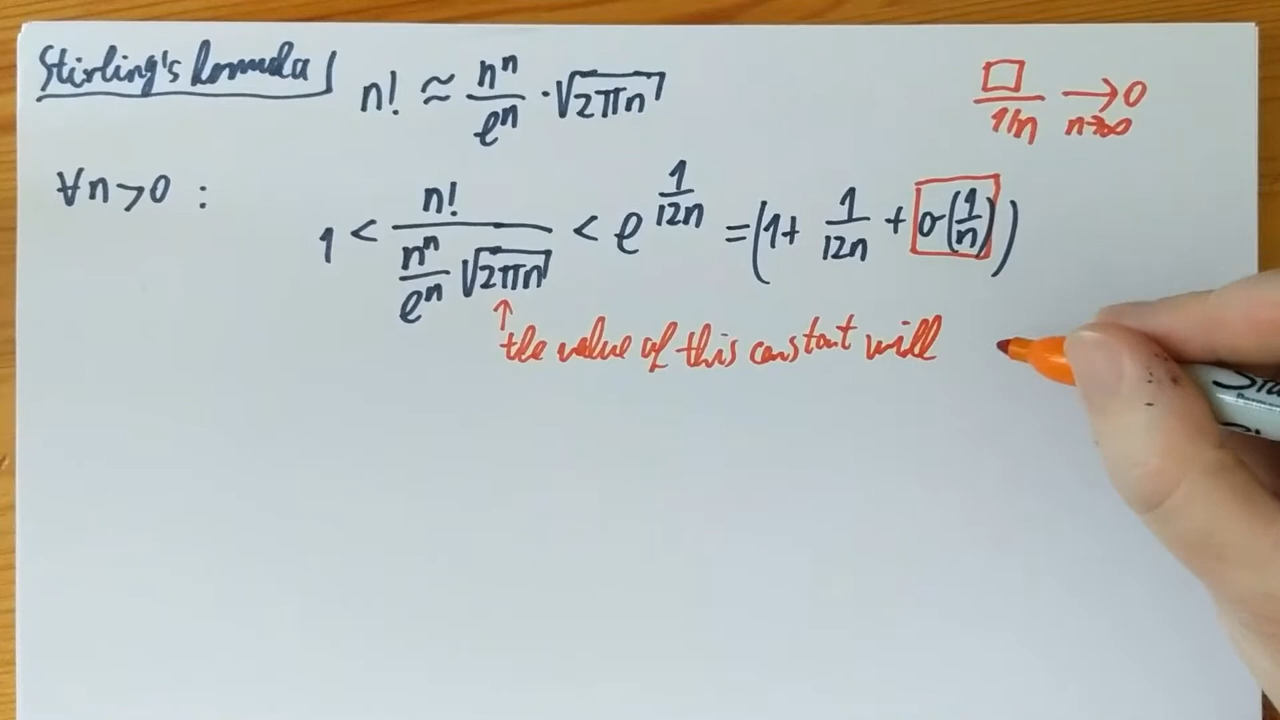 Stirling's formula
n! ≈ n^n/e^n · √(2πn)
□/(1/n) → 0 n→∞
∀n>0 :
1 < n!/((n^n/e^n) √(2πn)) < e^(1/(12n)) = (1 + 1/(12n) + o(1/n))
↑ the value of this constant will